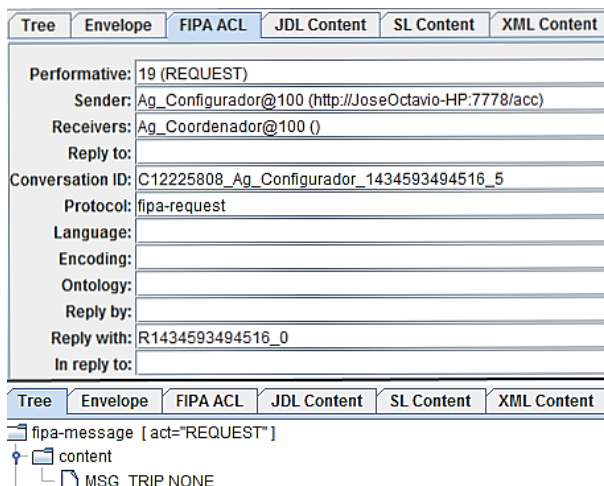 Tree Envelope FIPA ACL JDL Content SL Content XML Content
Performative: 19 (REQUEST)
Sender: Ag_Configurador@100 (http://JoseOctavio-HP:7778/acc)
Receivers: Ag_Coordenador@100 ()
Reply to:
Conversation ID: C12225808_Ag_Configurador_1434593494516_5
Protocol: fipa-request
Language:
Encoding:
Ontology:
Reply by:
Reply with: R1434593494516_0
In reply to:
Tree Envelope FIPA ACL JDL Content SL Content XML Content
fipa-message [ act="REQUEST" ]
content
MSG_TRIP NONE